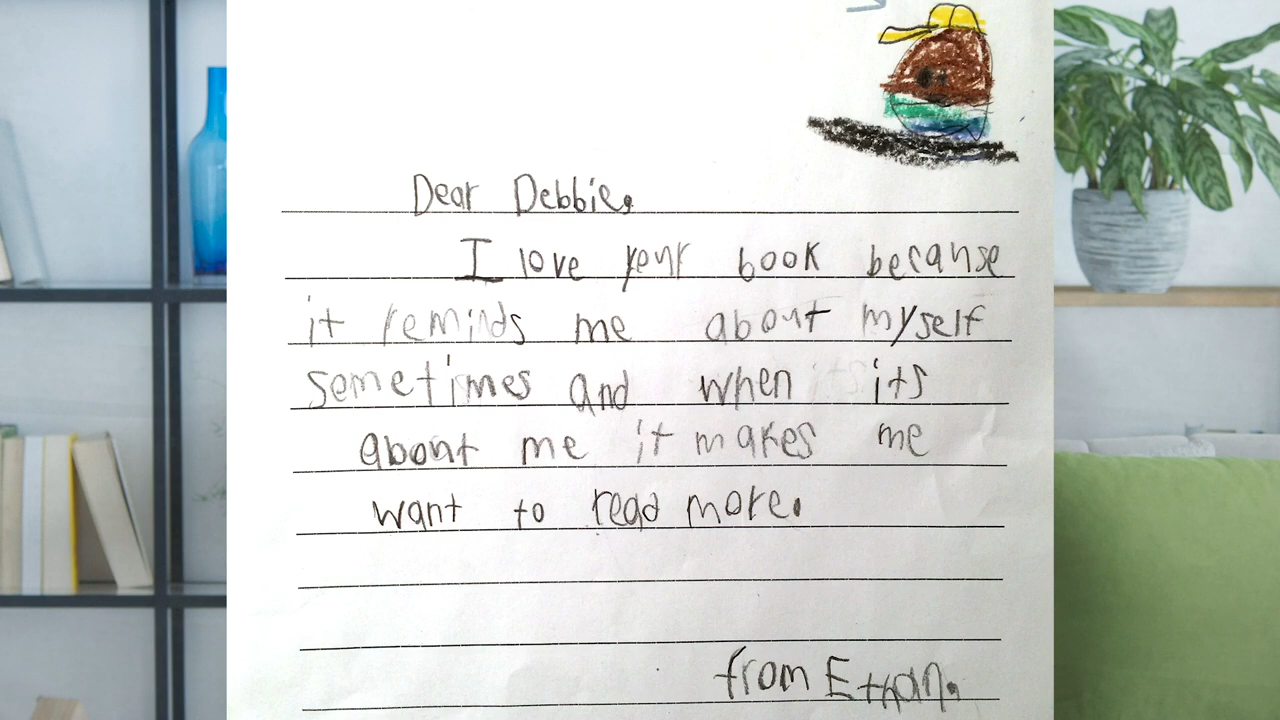 Dear Debbie.
I love your book because
it reminds me about myself
sometimes and when its
about me it makes me
want to read more.
from Ethan.